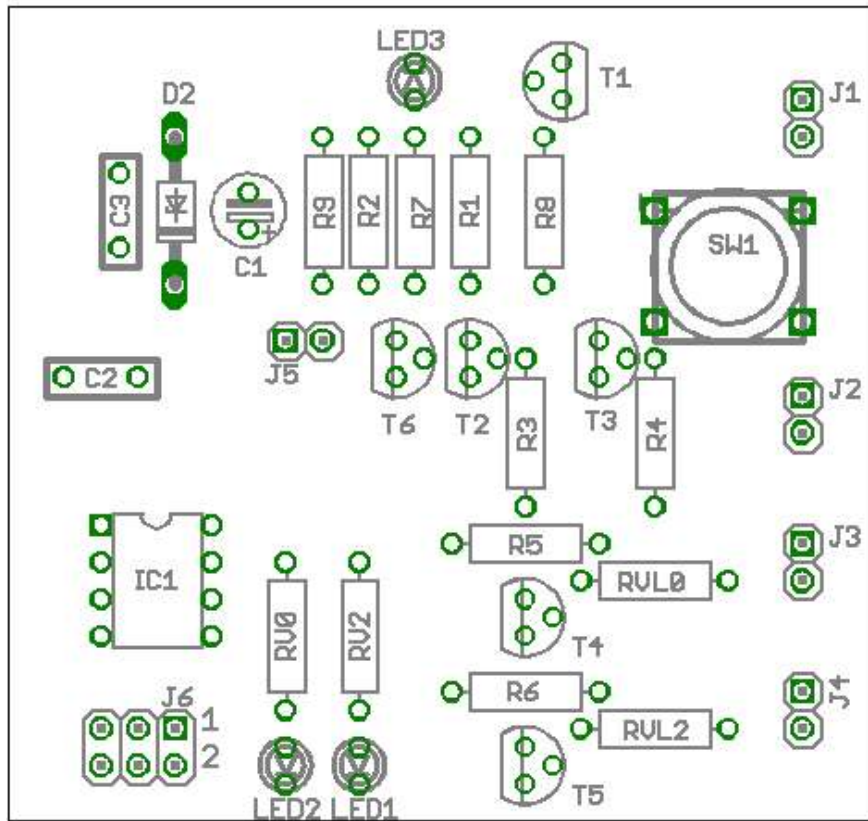 LED3
T1
D2
J1
C3
R9
R2
R7
R1
R8
SW1
+
C1
J5
C2
T6
T2
T3
J2
R3
R4
R5
J3
IC1
RV0
RV2
RVL0
T4
R6
J4
J6
1
RVL2
2
T5
LED2
LED1